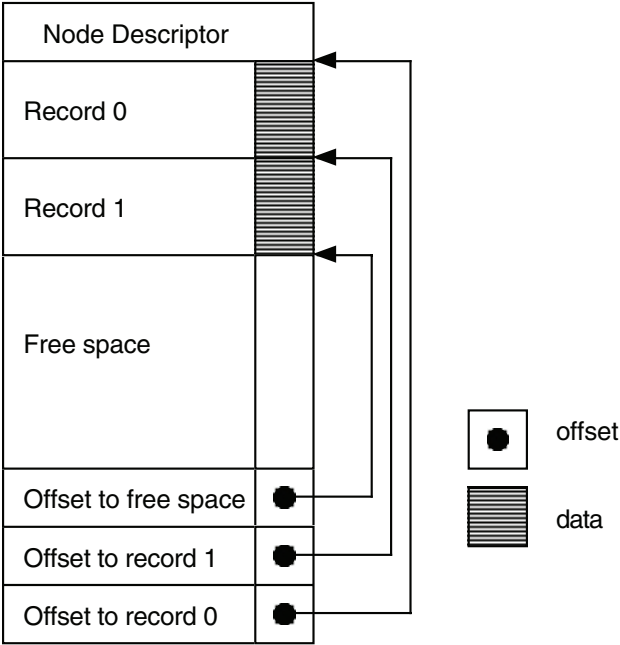 Node Descriptor
Record 0
Record 1
Free space
Offset to free space
Offset to record 1
Offset to record 0
offset
data